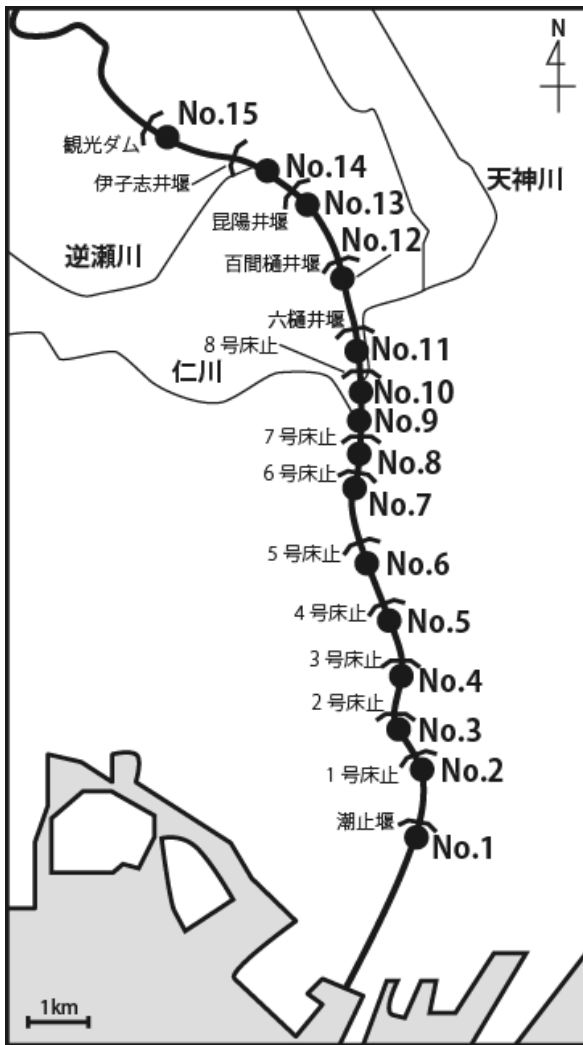 N
No.15
観光ダム
伊子志井堰
No.14
天神川
昆陽井堰
No.13
逆瀬川
No.12
百間樋井堰
六樋井堰
8号床止
No.11
仁川
No.10
No.9
7号床止
No.8
6号床止
No.7
5号床止
No.6
4号床止
No.5
3号床止
No.4
2号床止
No.3
1号床止
No.2
潮止堰
No.1
1km